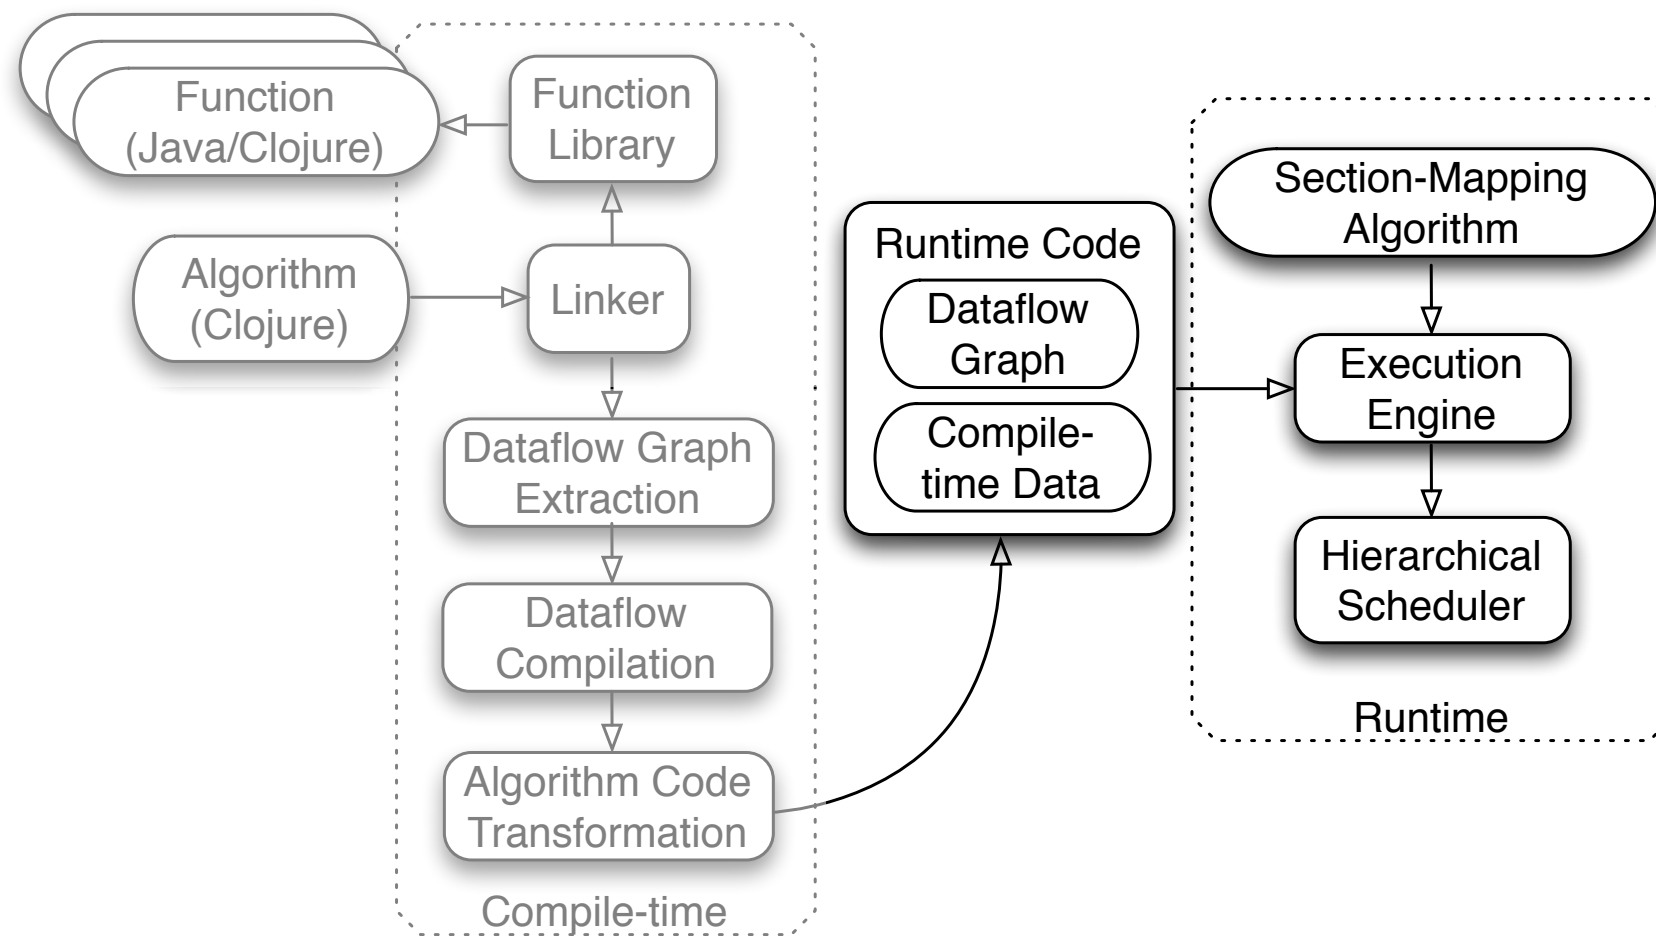 Function
(Java/Clojure)
Function
Library
Algorithm
(Clojure)
Linker
Dataflow Graph
Extraction
Dataflow
Compilation
Algorithm Code
Transformation
Compile-time
Runtime Code
Dataflow
Graph
Compile-
time Data
Section-Mapping
Algorithm
Execution
Engine
Hierarchical
Scheduler
Runtime